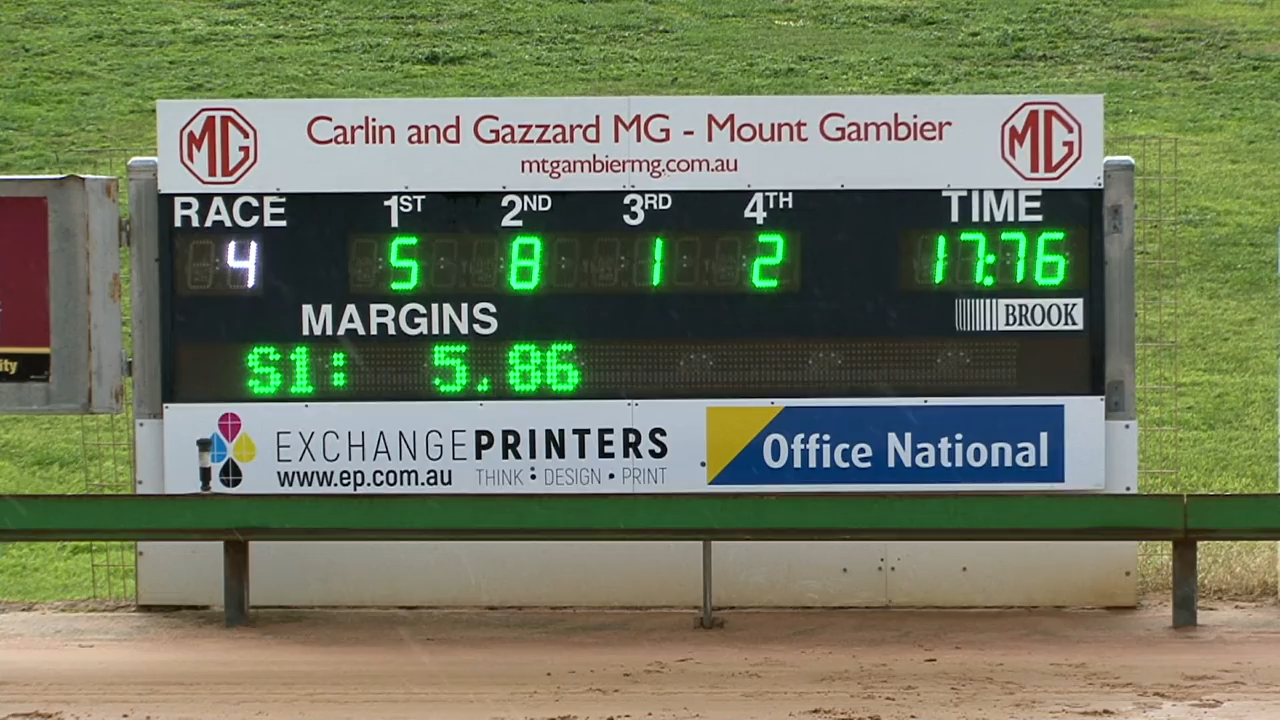 MG Carlin and Gazzard MG - Mount Gambier MG
mtgambiermg.com.au
RACE 1ST 2ND 3RD 4TH TIME
4 5 8 1 2 17:76
MARGINS BROOK
S1: 5.86
EXCHANGEPRINTERS
www.ep.com.au THINK : DESIGN • PRINT
Office National
ity